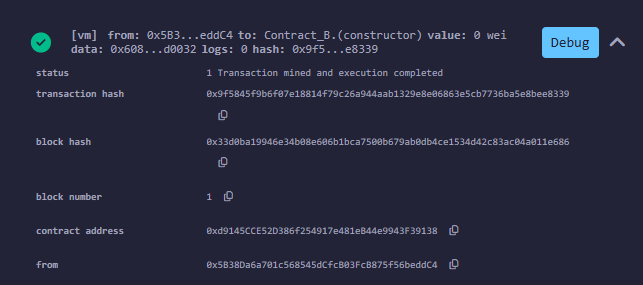 [vm] from: 0x5B3...eddC4 to: Contract_B.(constructor) value: 0 wei
data: 0x608...d0032 logs: 0 hash: 0x9f5...e8339
Debug
status 1 Transaction mined and execution completed
transaction hash 0x9f5845f9b6f07e18814f79c26a944aab1329e8e06863e5cb7736ba5e8bee8339
block hash 0x33d0ba19946e34b08e606b1bca7500b679ab0db4ce1534d42c83ac04a011e686
block number 1
contract address 0xd9145CCE52D386f254917e481eB44e9943F39138
from 0x5B38Da6a701c568545dCfcB03FcB875f56beddC4